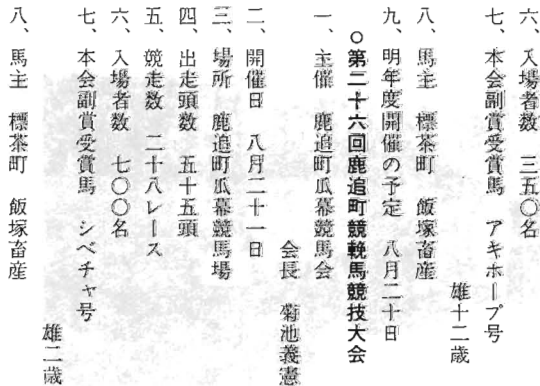 六、入場者数 三五〇名
七、本会副賞受賞馬 アキホープ号
雄十二歳
八、馬主 標茶町 飯塚畜産
九、明年度開催の予定 八月二十日
○第二十六回鹿追町競輓馬競技大会
一、主催 鹿追町瓜幕競馬会
会長 菊池義憲
二、開催日 八月二十一日
三、場所 鹿追町瓜幕競馬場
四、出走頭数 五十五頭
五、競走数 二十八レース
六、入場者数 七〇〇名
七、本会副賞受賞馬 シベチャ号
雄二歳
八、馬主 標茶町 飯塚畜産